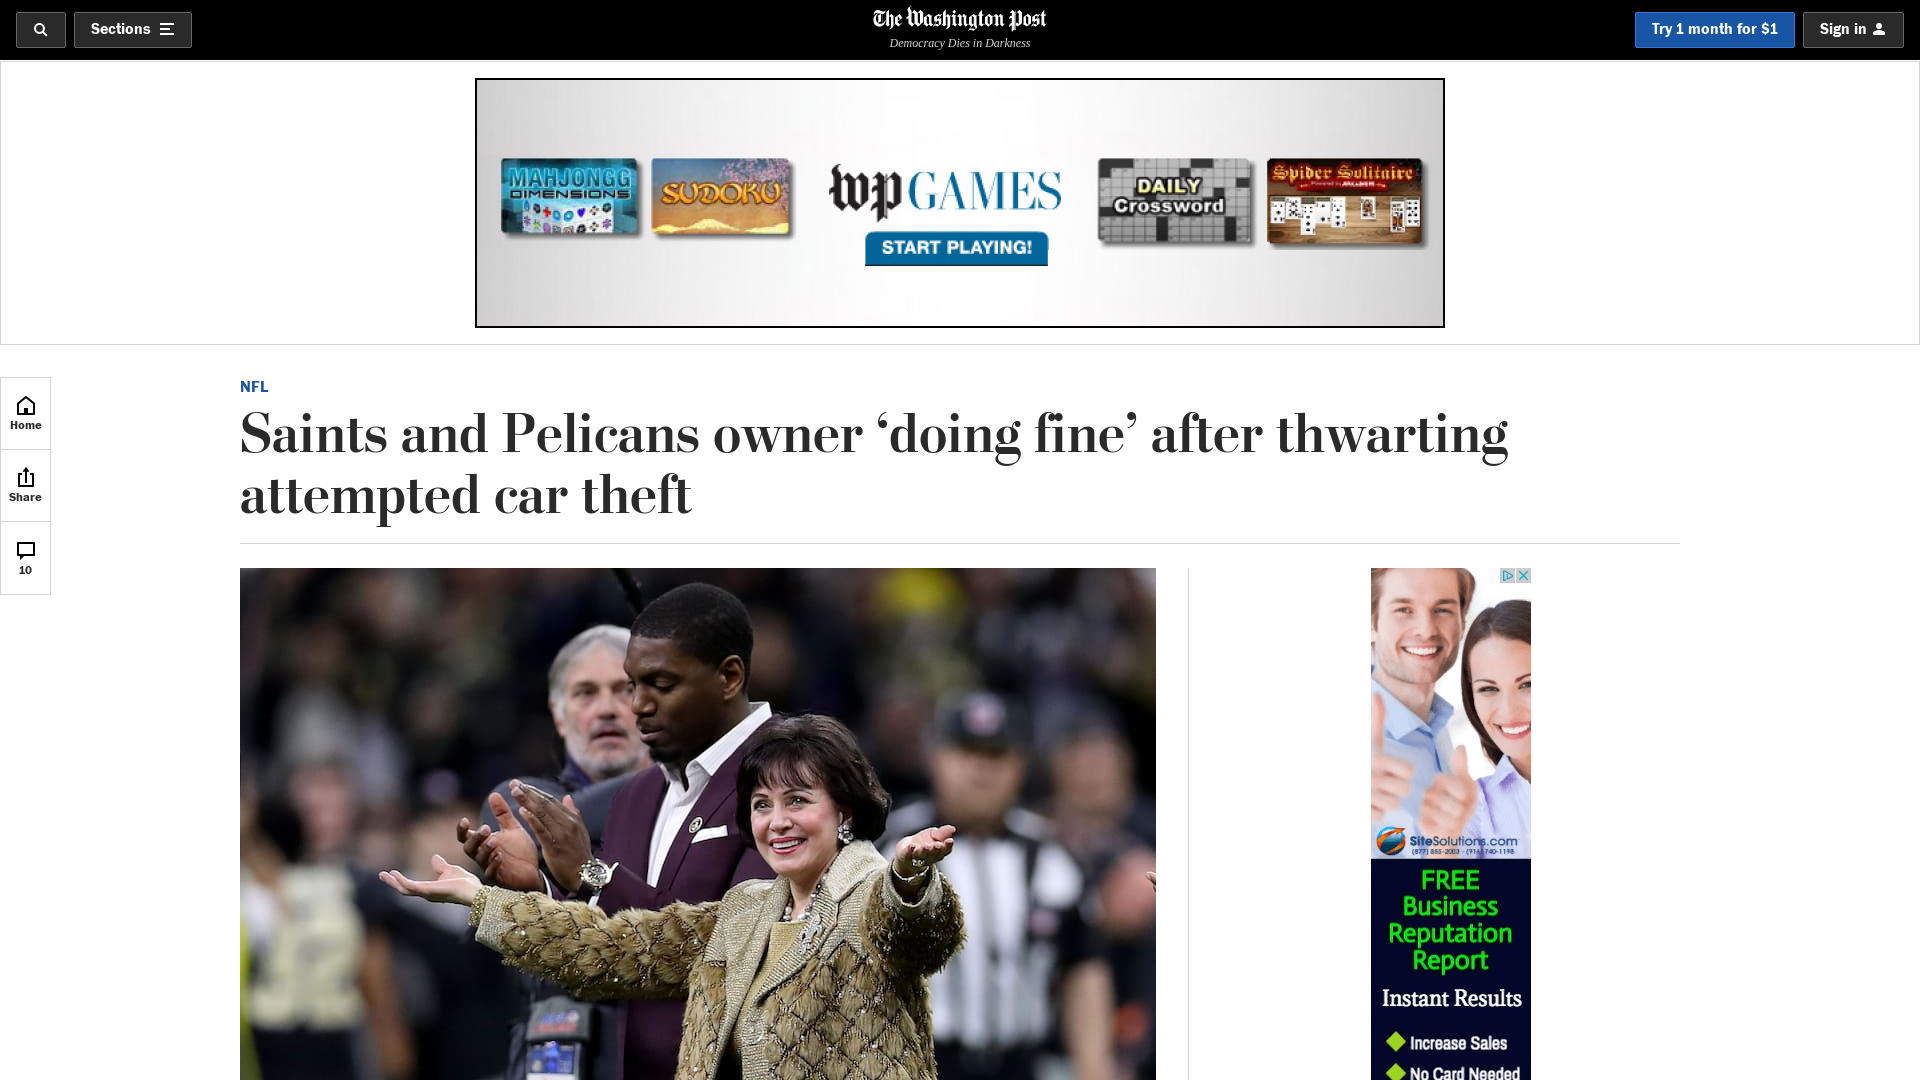 Sections
The Washington Post
Democracy Dies in Darkness
Try 1 month for $1
Sign in
MAHJONGG
DIMENSIONS
SUDOKU
wp GAMES
START PLAYING!
DAILY
Crossword
Spider Solitaire
Home
Share
10
NFL
Saints and Pelicans owner ‘doing fine’ after thwarting
attempted car theft
SiteSolutions.com
FREE
Business
Reputation
Report
Instant Results
Increase Sales
No Card Needed